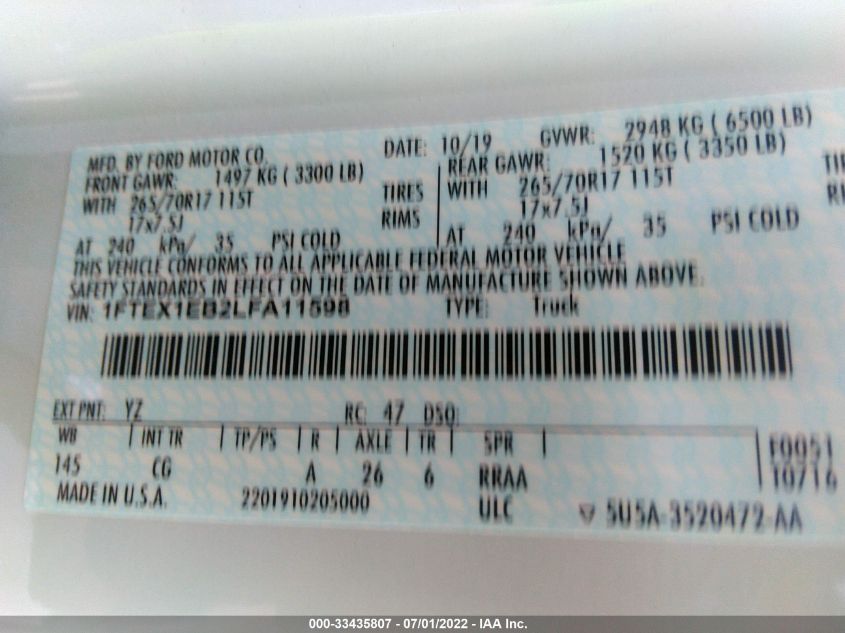 MFD. BY FORD MOTOR CO. DATE: 10/19 GVWR: 2948 KG ( 6500 LB)
FRONT GAWR: 1497 KG ( 3300 LB) REAR GAWR: 1520 KG ( 3350 LB)
WITH 265/70R17 115T TIRES WITH 265/70R17 115T
17x7.5J RIMS 17x7.5J
AT 240 kPa/ 35 PSI COLD AT 240 kPa/ 35 PSI COLD
THIS VEHICLE CONFORMS TO ALL APPLICABLE FEDERAL MOTOR VEHICLE
SAFETY STANDARDS IN EFFECT ON THE DATE OF MANUFACTURE SHOWN ABOVE.
VIN: 1FTEX1EB2LFA11598 TYPE: Truck
EXT PNT: YZ RC: 47 DSO:
WB | INT TR | TP/PS | R | AXLE | TR | SPR | F0051
145 CG A 26 6 RRAA 10716
MADE IN U.S.A. 2201910205000 ULC 5U5A-3520472-AA
000-33435807 - 07/01/2022 - IAA Inc.